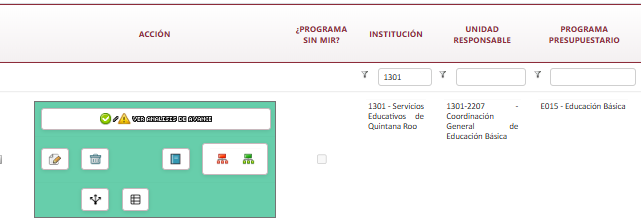 ACCIÓN
¿PROGRAMA
SIN MIR?
INSTITUCIÓN
UNIDAD
RESPONSABLE
PROGRAMA
PRESUPUESTARIO
1301
/ VER ANALISIS DE AVANCE
1301 - Servicios
Educativos de
Quintana Roo
1301-2207 -
Coordinación
General de
Educación Básica
E015 - Educación Básica